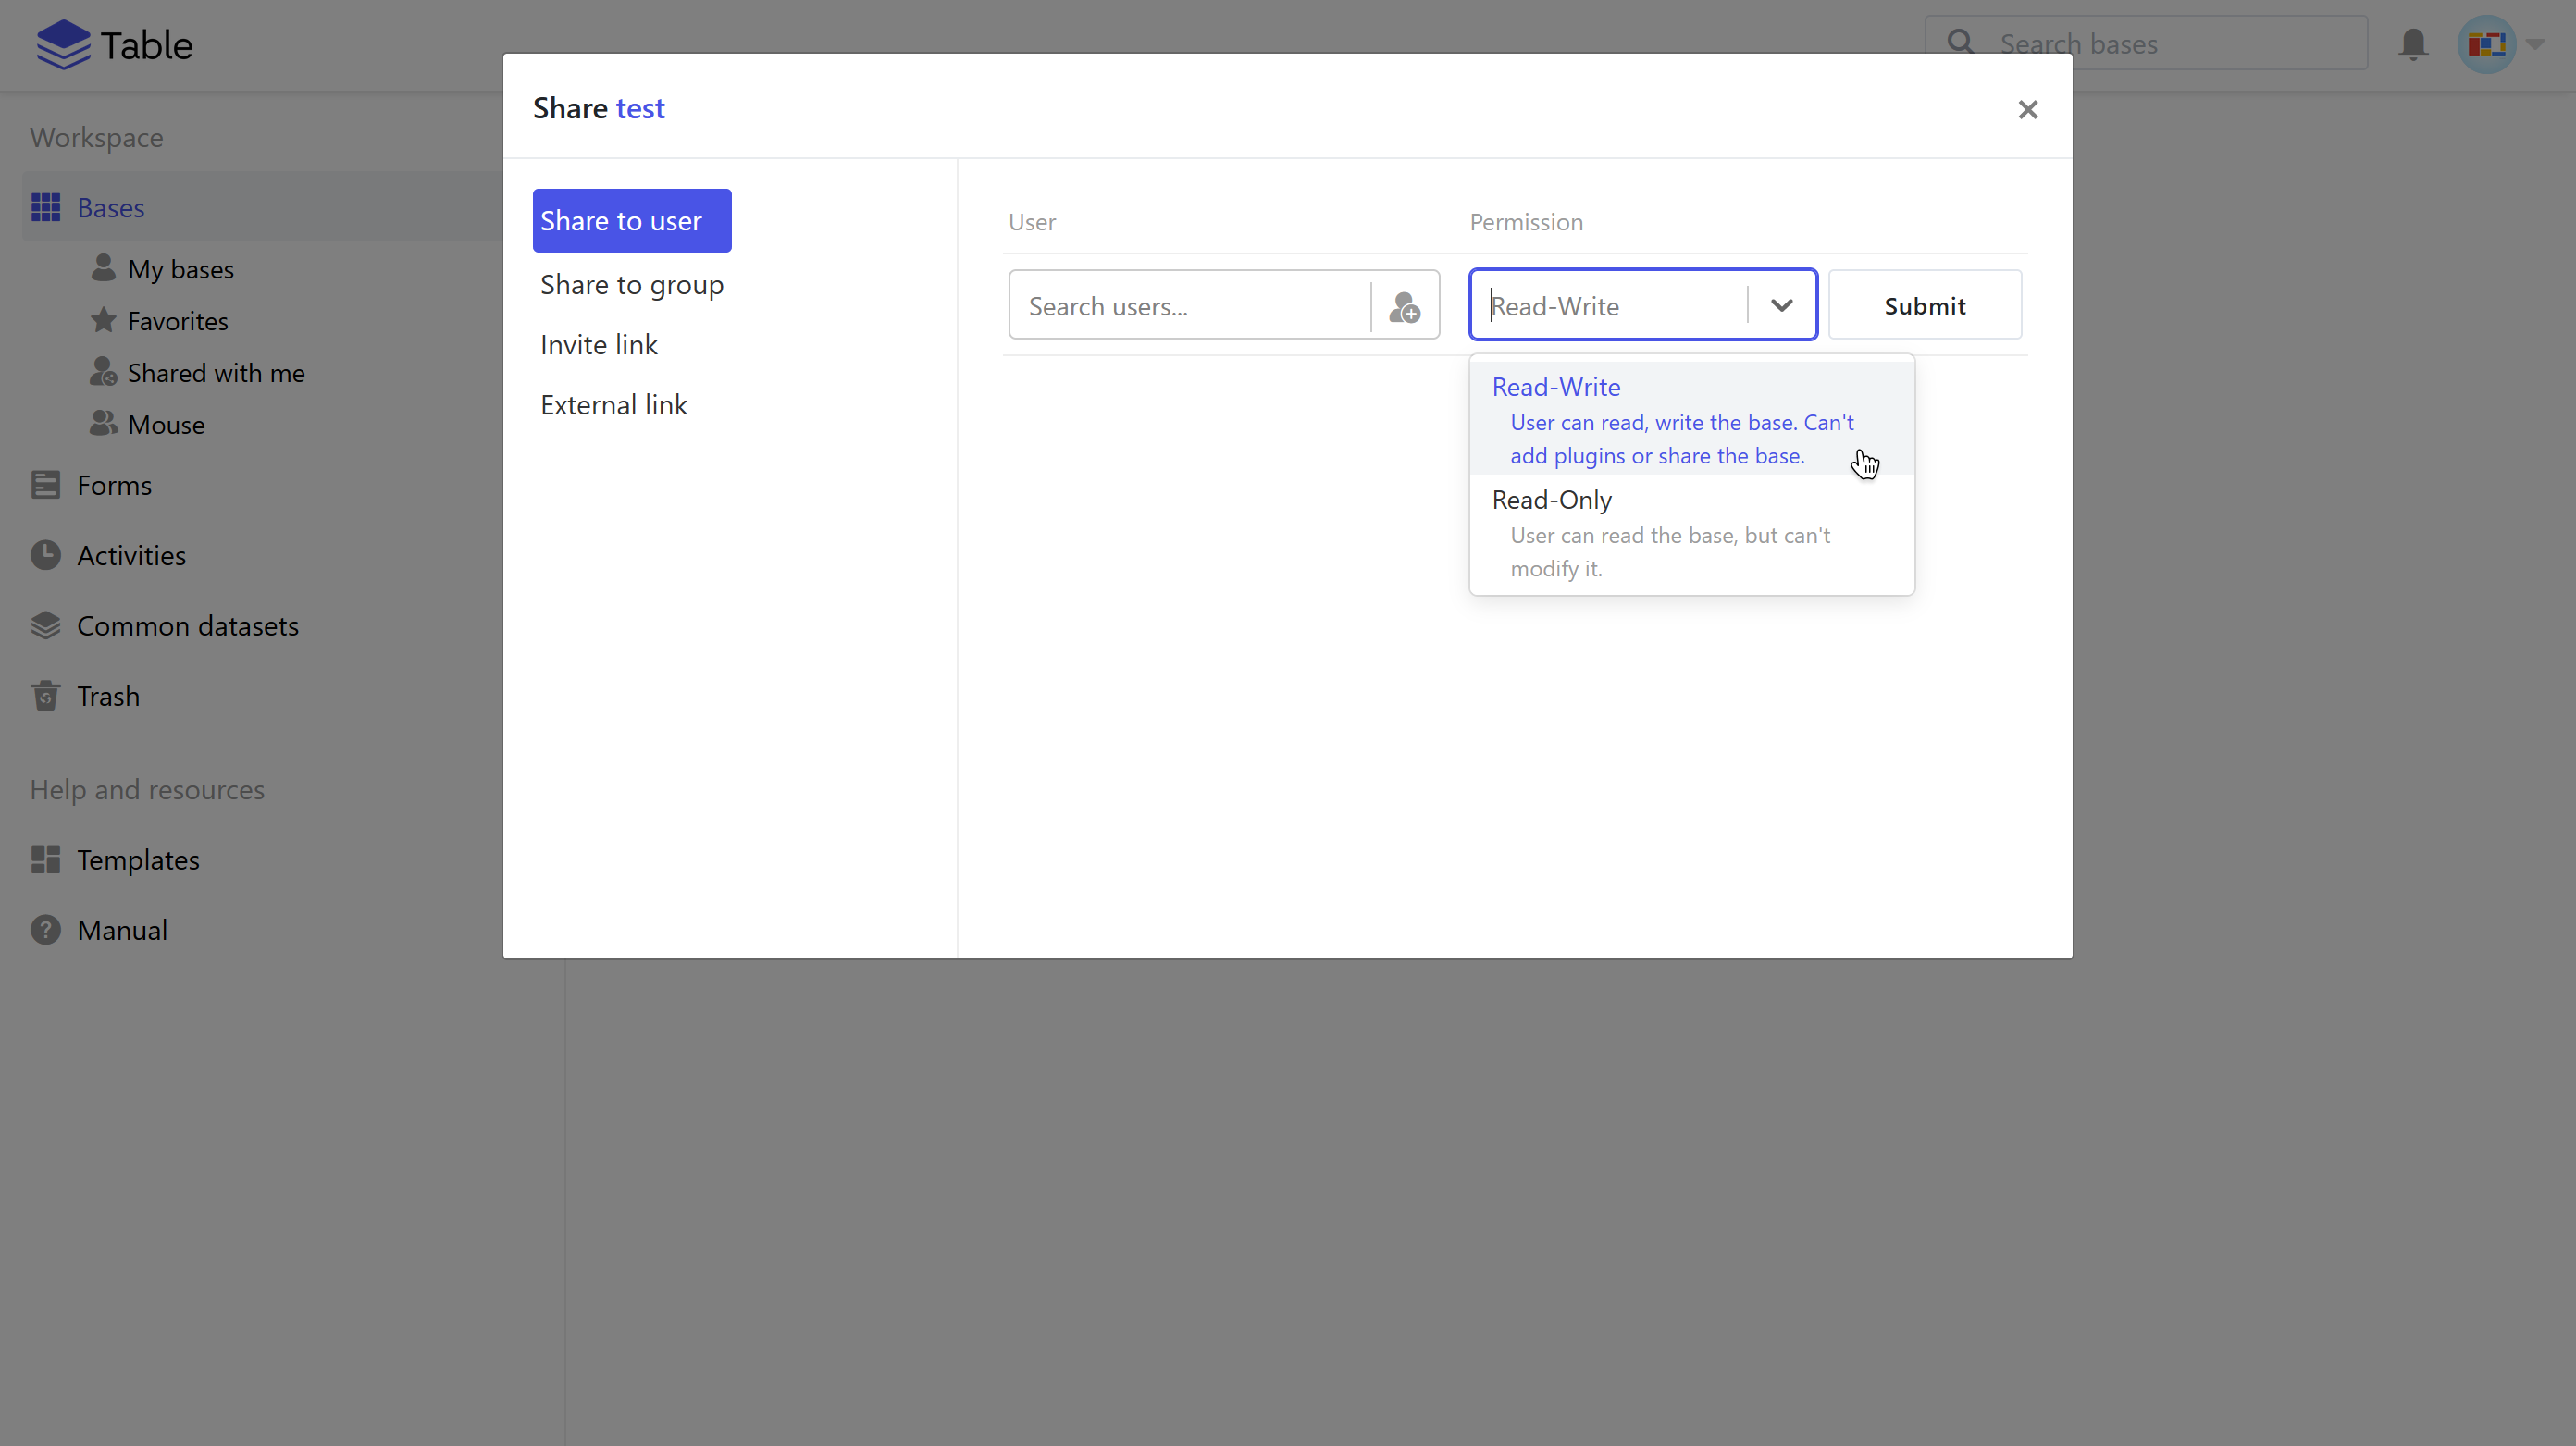 Table
Search bases
Workspace
Bases
My bases
Favorites
Shared with me
Mouse
Forms
Activities
Common datasets
Trash
Help and resources
Templates
Manual
Share test
Share to user
Share to group
Invite link
External link
User
Permission
Search users...
Read-Write
Submit
Read-Write
User can read, write the base. Can't
add plugins or share the base.
Read-Only
User can read the base, but can't
modify it.